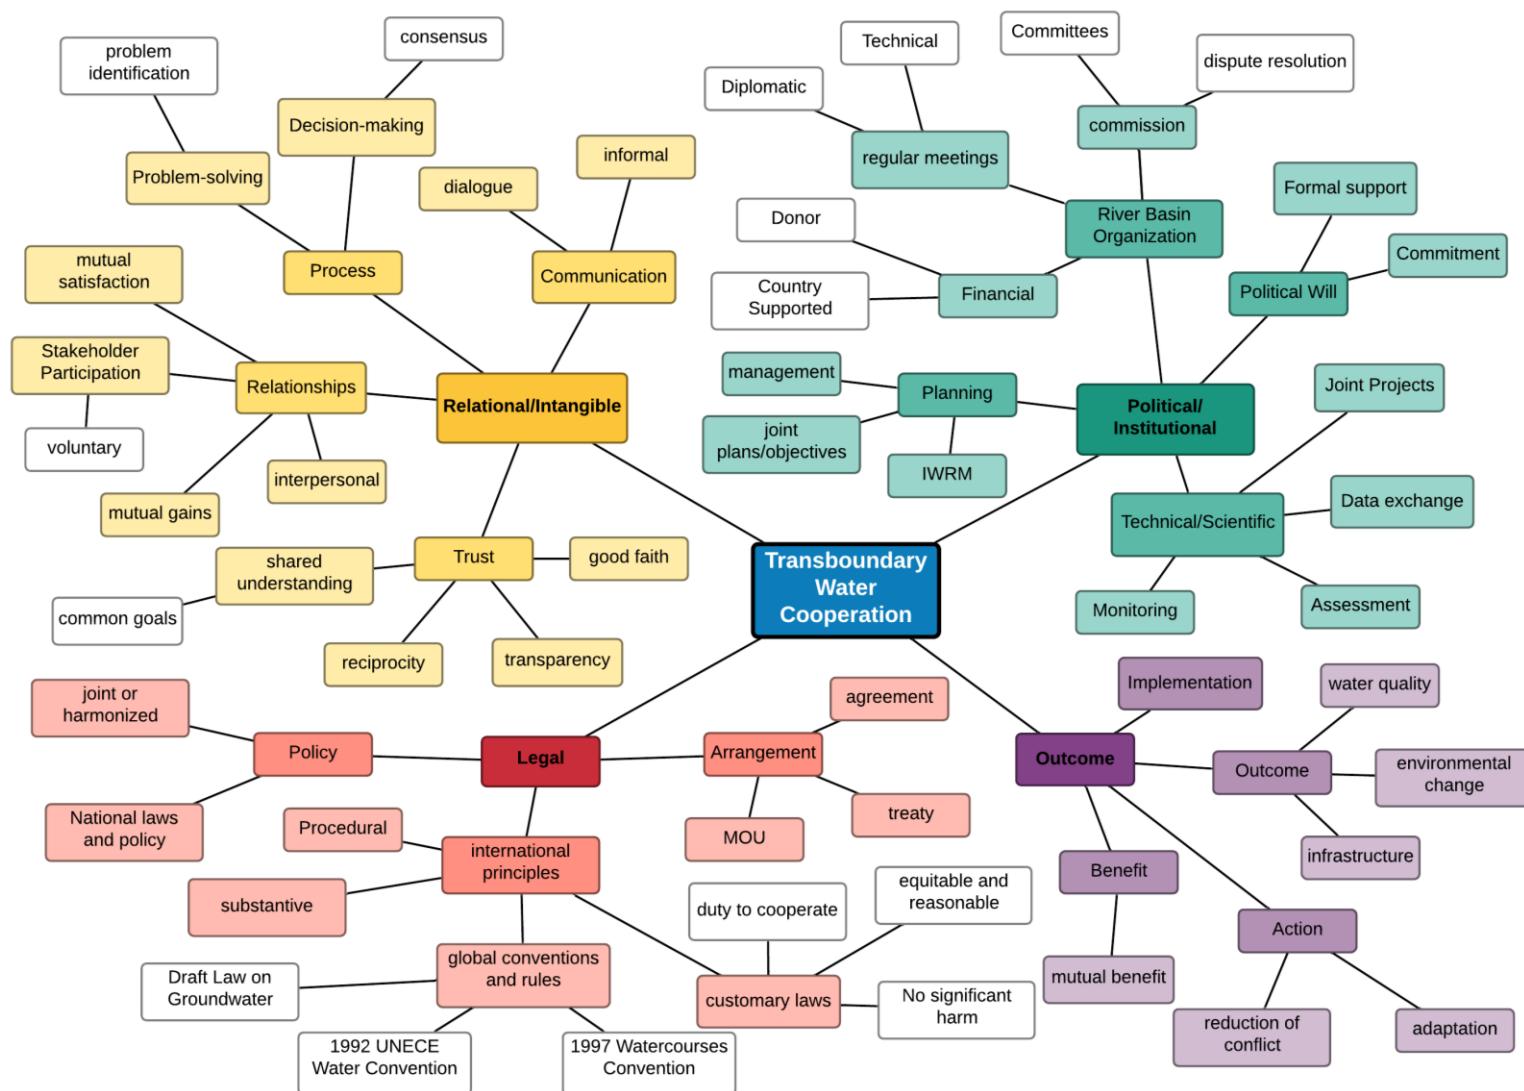 problem
identification
consensus
Decision-making
Problem-solving
informal
dialogue
Process
Communication
mutual
satisfaction
Stakeholder
Participation
Relationships
voluntary
interpersonal
mutual gains
Relational/Intangible
Trust
good faith
shared
understanding
common goals
reciprocity
transparency
Technical
Committees
dispute resolution
Diplomatic
commission
regular meetings
Formal support
Donor
River Basin
Organization
Commitment
Country
Supported
Financial
Political Will
management
Planning
joint
plans/objectives
IWRM
Political/
Institutional
Joint Projects
Technical/Scientific
Data exchange
Monitoring
Assessment
Transboundary
Water
Cooperation
joint or
harmonized
Policy
National laws
and policy
Legal
Arrangement
agreement
treaty
MOU
Procedural
international
principles
substantive
global conventions
and rules
Draft Law on
Groundwater
1992 UNECE
Water Convention
1997 Watercourses
Convention
duty to cooperate
equitable and
reasonable
customary laws
No significant
harm
Implementation
Outcome
water quality
Outcome
environmental
change
infrastructure
Benefit
mutual benefit
Action
reduction of
conflict
adaptation